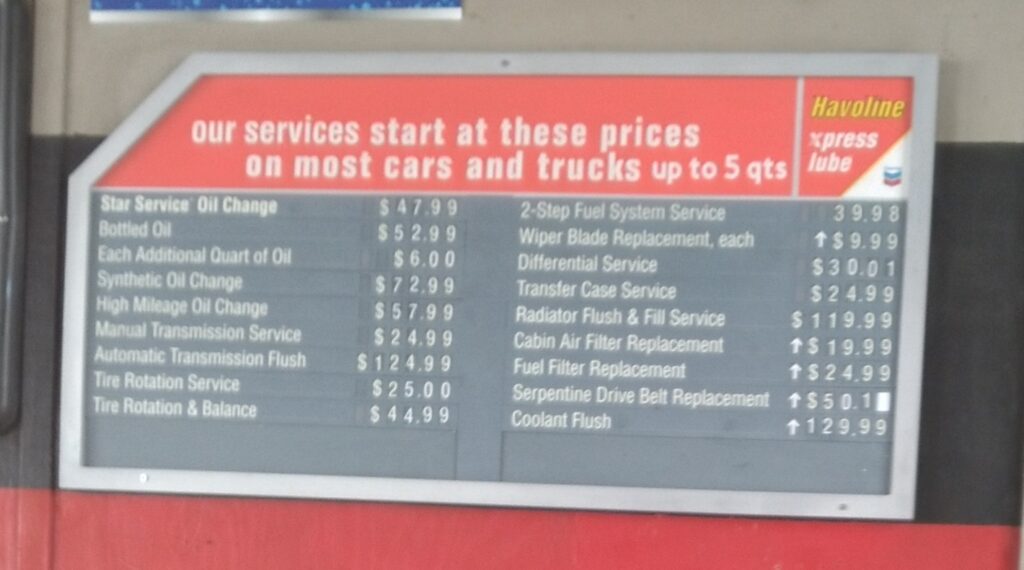 our services start at these prices
on most cars and trucks up to 5 qts
Havoline
xpress
lube
Star Service Oil Change $47.99
Bottled Oil $52.99
Each Additional Quart of Oil $6.00
Synthetic Oil Change $72.99
High Mileage Oil Change $57.99
Manual Transmission Service $24.99
Automatic Transmission Flush $124.99
Tire Rotation Service $25.00
Tire Rotation & Balance $44.99
2-Step Fuel System Service 39.98
Wiper Blade Replacement, each ↑$9.99
Differential Service $30.01
Transfer Case Service $24.99
Radiator Flush & Fill Service $119.99
Cabin Air Filter Replacement ↑$19.99
Fuel Filter Replacement ↑$24.99
Serpentine Drive Belt Replacement ↑$50.1
Coolant Flush ↑129.99